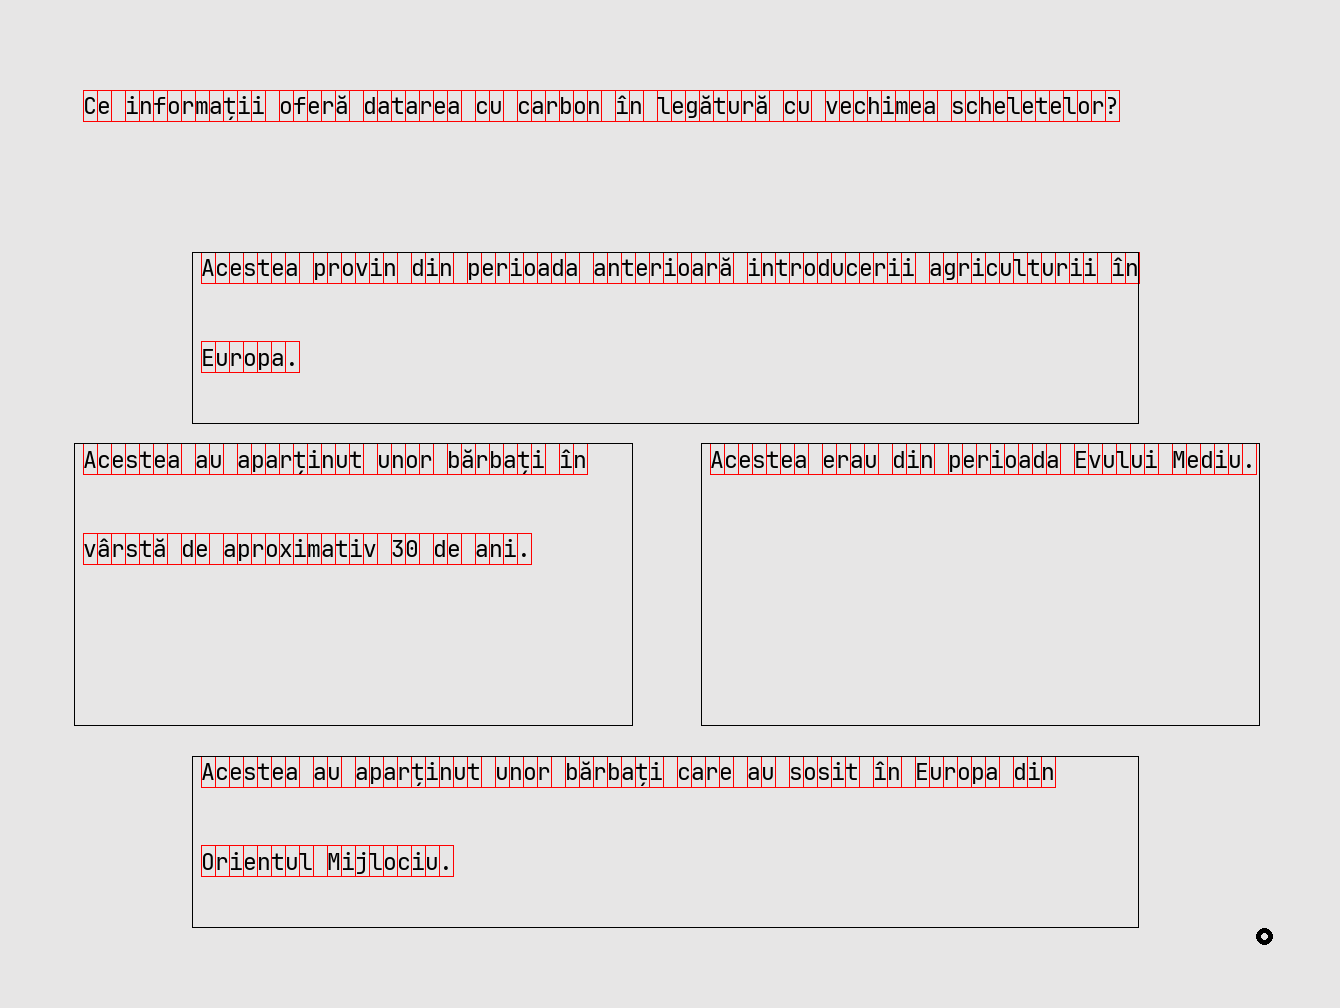 Ce informații oferă datarea cu carbon în legătură cu vechimea scheletelor?
Acestea provin din perioada anterioară introducerii agriculturii în
Europa.
Acestea au aparținut unor bărbați în
vârstă de aproximativ 30 de ani.
Acestea erau din perioada Evului Mediu.
Acestea au aparținut unor bărbați care au sosit în Europa din
Orientul Mijlociu.